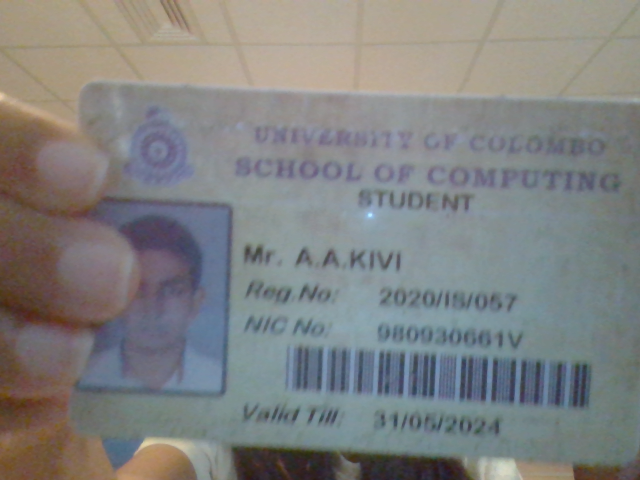 UNIVERSITY OF COLOMBO
SCHOOL OF COMPUTING
STUDENT
Mr. A.A.KIVI
Reg.No: 2020/IS/057
NIC No: 980930661V
Valid Till: 31/05/2024